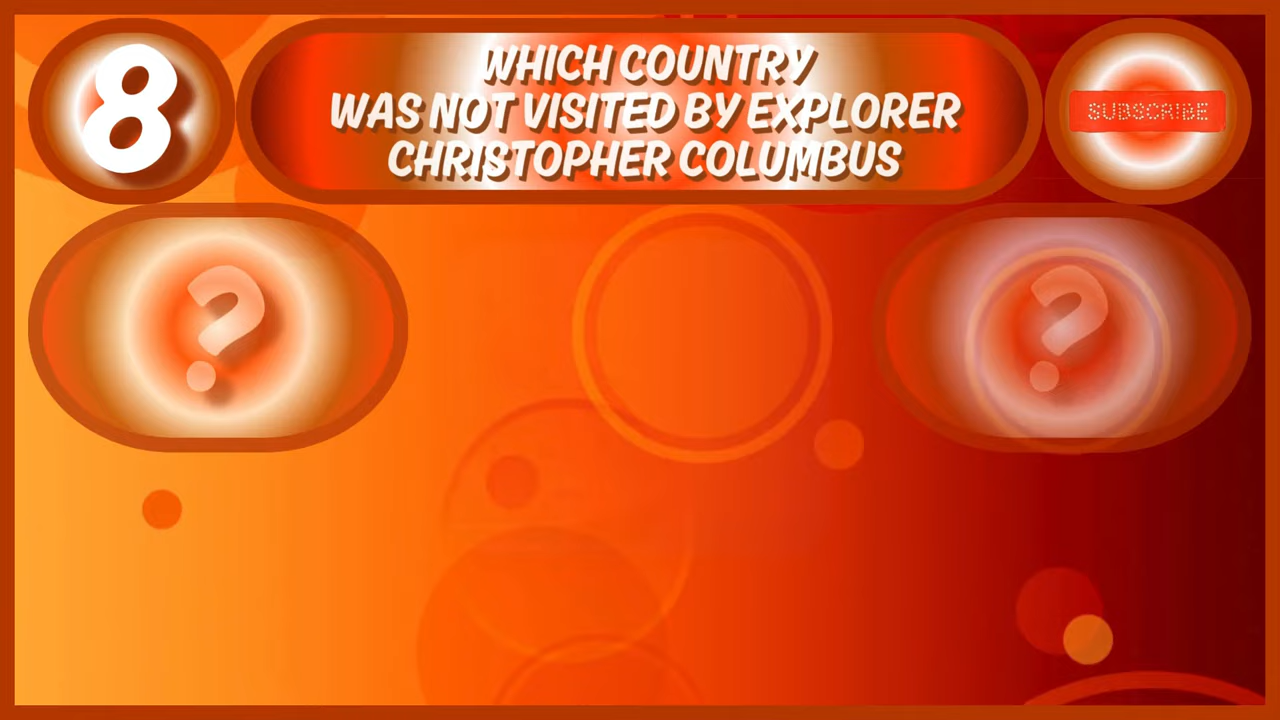 8
WHICH COUNTRY
WAS NOT VISITED BY EXPLORER
CHRISTOPHER COLUMBUS
SUBSCRIBE
?
?